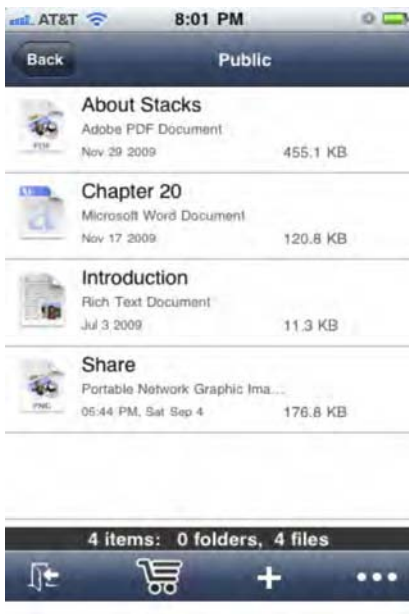 AT&T 8:01 PM
Back Public
About Stacks
Adobe PDF Document
Nov 29 2009 455.1 KB
PDF
Chapter 20
Microsoft Word Document
Nov 17 2009 120.8 KB
Introduction
Rich Text Document
Jul 3 2009 11.3 KB
Share
Portable Network Graphic Ima...
05:44 PM, Sat Sep 4 176.8 KB
PNG
4 items: 0 folders, 4 files